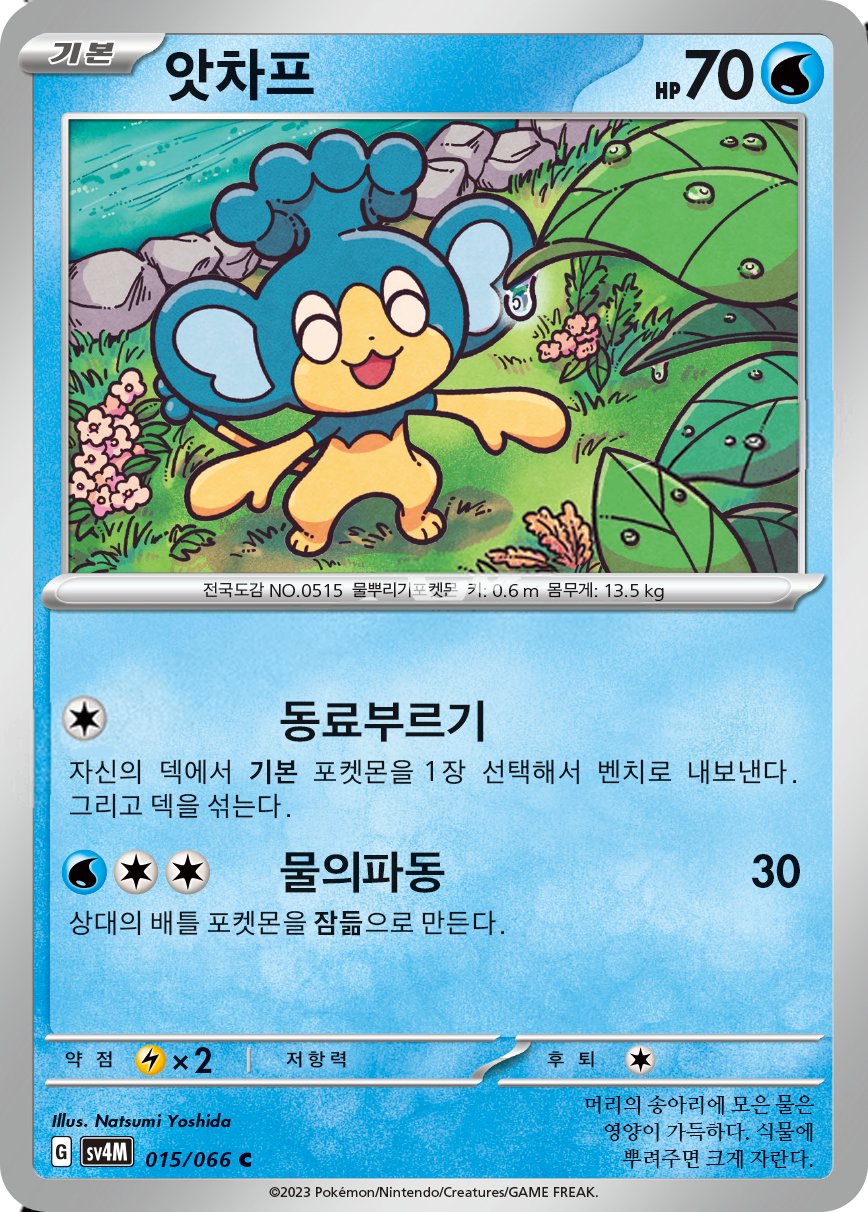 기본
앗차프
HP 70
전국도감 NO.0515 물뿌리기포켓몬 키: 0.6 m 몸무게: 13.5 kg
동료부르기
자신의 덱에서 기본 포켓몬을 1장 선택해서 벤치로 내보낸다.
그리고 덱을 섞는다.
물의파동 30
상대의 배틀 포켓몬을 잠듦으로 만든다.
약점 ×2 저항력 후퇴
Illus. Natsumi Yoshida
머리의 송아리에 모은 물은
영양이 가득하다. 식물에
뿌려주면 크게 자란다.
G SV4M 015/066 C
©2023 Pokémon/Nintendo/Creatures/GAME FREAK.